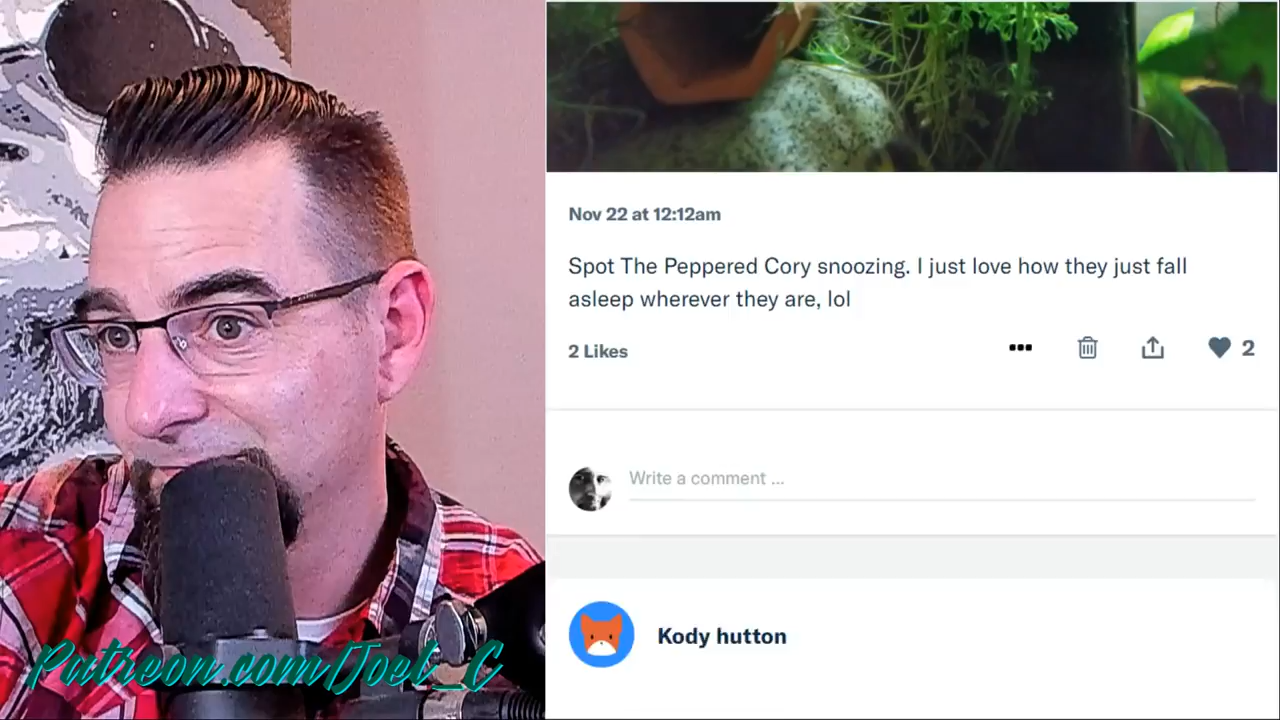 Nov 22 at 12:12am
Spot The Peppered Cory snoozing. I just love how they just fall
asleep wherever they are, lol
2 Likes
2
Write a comment ...
Kody hutton
Patreon.com/Joel_C